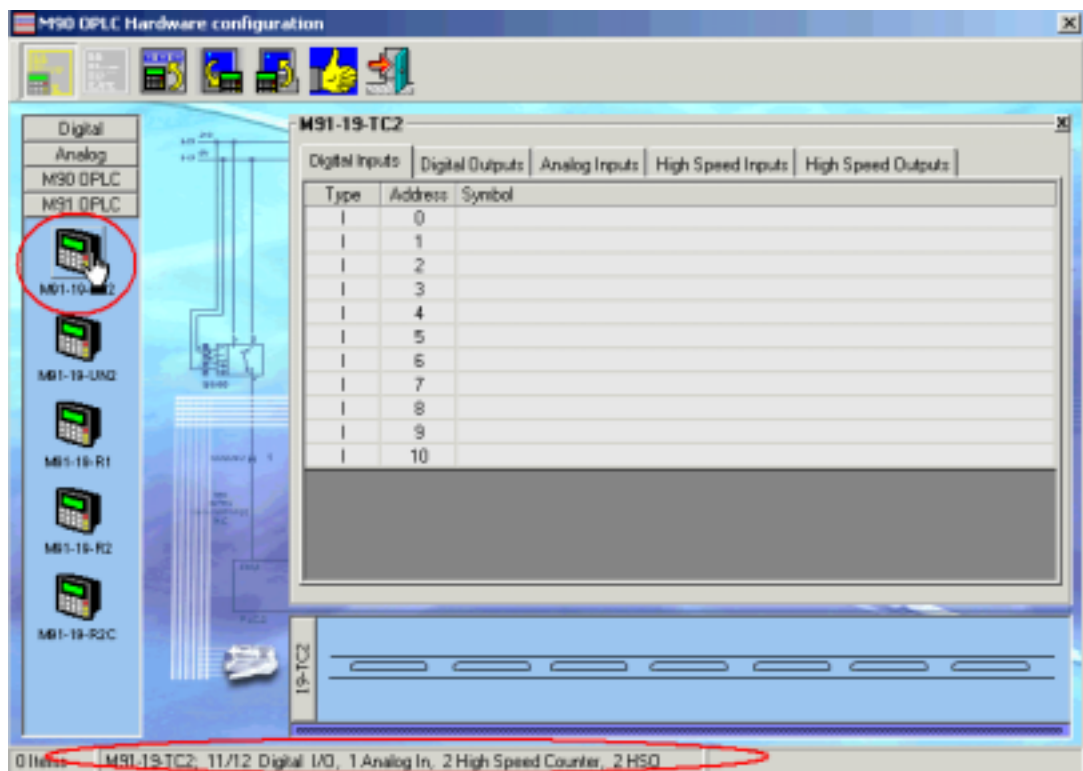 M90 OPLC Hardware configuration
Digital
Analog
M90 OPLC
M91 OPLC
M91-19-UN2
M91-19-R1
M91-19-R2
M91-19-R2C
M91-19-TC2
Digital Inputs Digital Outputs Analog Inputs High Speed Inputs High Speed Outputs
Type Address Symbol
I 0
I 1
I 2
I 3
I 4
I 5
I 6
I 7
I 8
I 9
I 10
19-TC2
0 Items M91-19-TC2; 11/12 Digital I/O, 1 Analog In, 2 High Speed Counter, 2 HSO